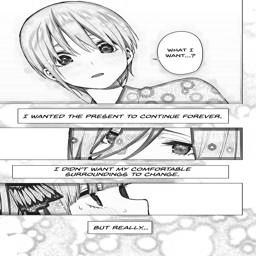 WHAT I
WANT...?
I WANTED THE PRESENT TO CONTINUE FOREVER.
I DIDN'T WANT MY COMFORTABLE
SURROUNDINGS TO CHANGE.
BUT REALLY...